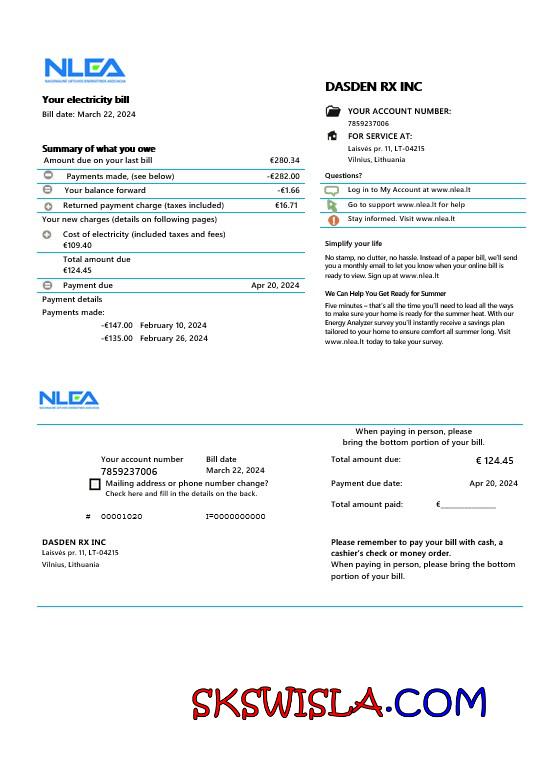 NLEA
Your electricity bill
Bill date: March 22, 2024
Summary of what you owe
Amount due on your last bill €280.34
Payments made, (see below) -€282.00
Your balance forward -€1.66
Returned payment charge (taxes included) €16.71
Your new charges (details on following pages)
Cost of electricity (included taxes and fees)
€109.40
Total amount due
€124.45
Payment due Apr 20, 2024
Payment details
Payments made:
-€147.00 February 10, 2024
-€135.00 February 26, 2024
DASDEN RX INC
YOUR ACCOUNT NUMBER:
7859237006
FOR SERVICE AT:
Laisvės pr. 11, LT-04215
Vilnius, Lithuania
Questions?
Log in to My Account at www.nlea.lt
Go to support www.nlea.lt for help
Stay informed. Visit www.nlea.lt
Simplify your life
No stamp, no clutter, no hassle. Instead of a paper bill, we'll send
you a monthly email to let you know when your online bill is
ready to view. Sign up at www.nlea.lt
We Can Help You Get Ready for Summer
Five minutes – that's all the time you'll need to lead all the ways
to make sure your home is ready for the summer heat. With our
Energy Analyzer survey you'll instantly receive a savings plan
tailored to your home to ensure comfort all summer long. Visit
www.nlea.lt today to take your survey.
NLEA
When paying in person, please
bring the bottom portion of your bill.
Your account number Bill date
7859237006 March 22, 2024
Mailing address or phone number change?
Check here and fill in the details on the back.
# 00001020 I=0000000000
Total amount due: € 124.45
Payment due date: Apr 20, 2024
Total amount paid: €____________
DASDEN RX INC
Laisvės pr. 11, LT-04215
Vilnius, Lithuania
Please remember to pay your bill with cash, a
cashier's check or money order.
When paying in person, please bring the bottom
portion of your bill.
SKSWISLA.COM